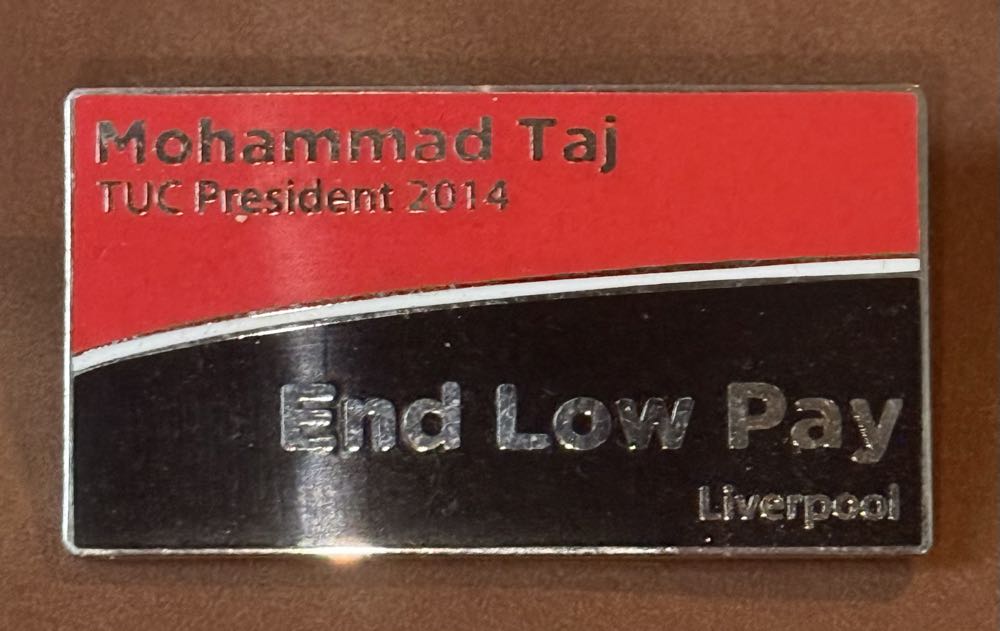 Mohammad Taj
TUC President 2014
End Low Pay
Liverpool